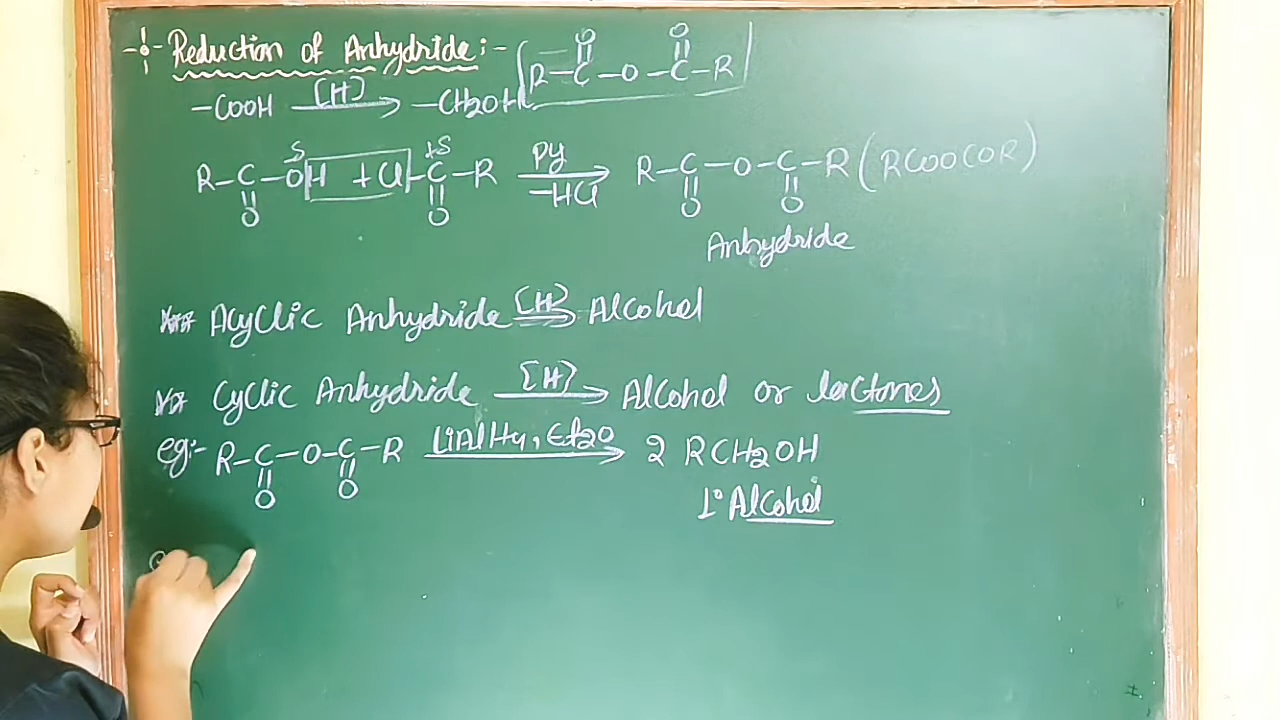 Reduction of Anhydride :-
R-C-O-C-R
O O
-COOH [H] → -CH2OH
R-C-OH + Cl-C-R Py -HCl → R-C-O-C-R (RCOOCOR)
O O O O
Anhydride
*** Acyclic Anhydride [H] → Alcohol
** Cyclic Anhydride [H] → Alcohol or lactones
eg:- R-C-O-C-R LiAlH4, Et2O → 2 RCH2OH
O O
1° Alcohol